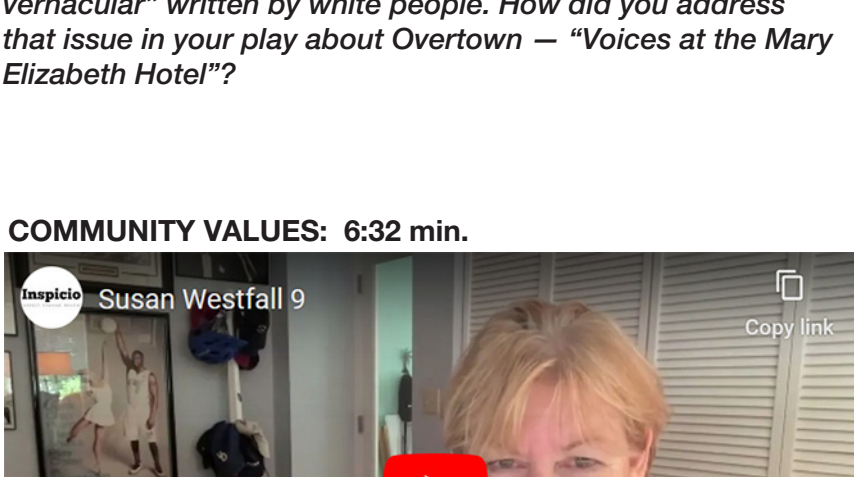 vernacular" written by white people. How did you address
that issue in your play about Overtown — “Voices at the Mary
Elizabeth Hotel”?
COMMUNITY VALUES: 6:32 min.
Inspicio
Susan Westfall 9
Copy link